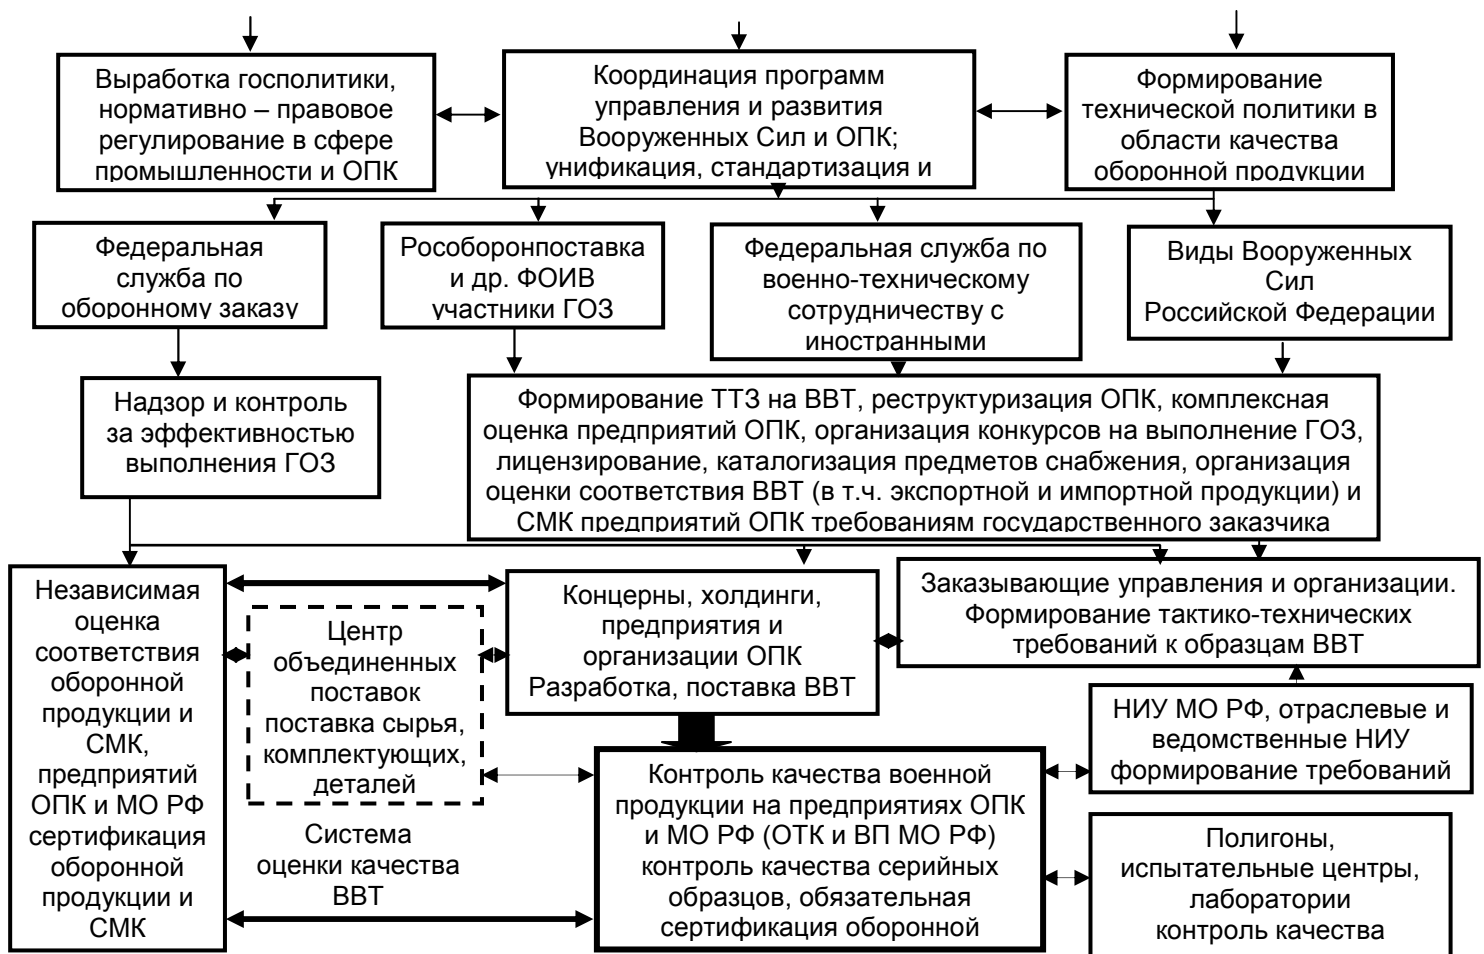 Выработка госполитики,
нормативно – правовое
регулирование в сфере
промышленности и ОПК
Координация программ
управления и развития
Вооруженных Сил и ОПК;
унификация, стандартизация и
Формирование
технической политики в
области качества
оборонной продукции
Федеральная
служба по
оборонному заказу
Рособоронпоставка
и др. ФОИВ
участники ГОЗ
Федеральная служба по
военно-техническому
сотрудничеству с
иностранными
Виды Вооруженных
Сил
Российской Федерации
Надзор и контроль
за эффективностью
выполнения ГОЗ
Формирование ТТЗ на ВВТ, реструктуризация ОПК, комплексная
оценка предприятий ОПК, организация конкурсов на выполнение ГОЗ,
лицензирование, каталогизация предметов снабжения, организация
оценки соответствия ВВТ (в т.ч. экспортной и импортной продукции) и
СМК предприятий ОПК требованиям государственного заказчика
Независимая
оценка
соответствия
оборонной
продукции и
СМК,
предприятий
ОПК и МО РФ
сертификация
оборонной
продукции и
СМК
Центр
объединенных
поставок
поставка сырья,
комплектующих,
деталей
Концерны, холдинги,
предприятия и
организации ОПК
Разработка, поставка ВВТ
Заказывающие управления и организации.
Формирование тактико-технических
требований к образцам ВВТ
НИУ МО РФ, отраслевые и
ведомственные НИУ
формирование требований
Система
оценки качества
ВВТ
Контроль качества военной
продукции на предприятиях ОПК
и МО РФ (ОТК и ВП МО РФ)
контроль качества серийных
образцов, обязательная
сертификация оборонной
Полигоны,
испытательные центры,
лаборатории
контроль качества